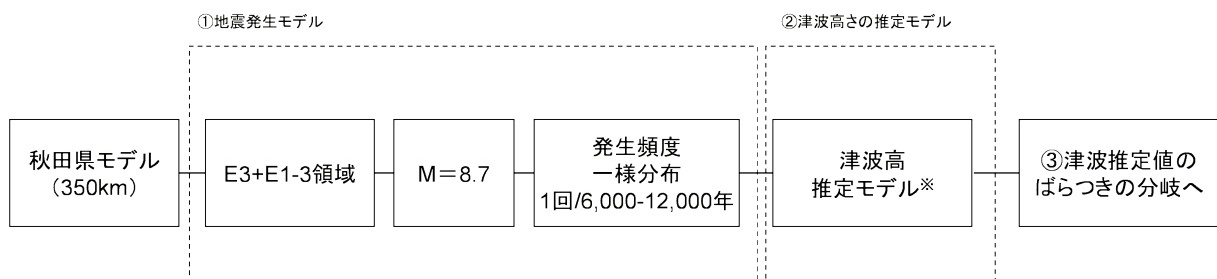 ①地震発生モデル
②津波高さの推定モデル
秋田県モデル
（350km）
E3+E1-3領域
M＝8.7
発生頻度
一様分布
1回/6,000-12,000年
津波高
推定モデル※
③津波推定値の
ばらつきの分岐へ